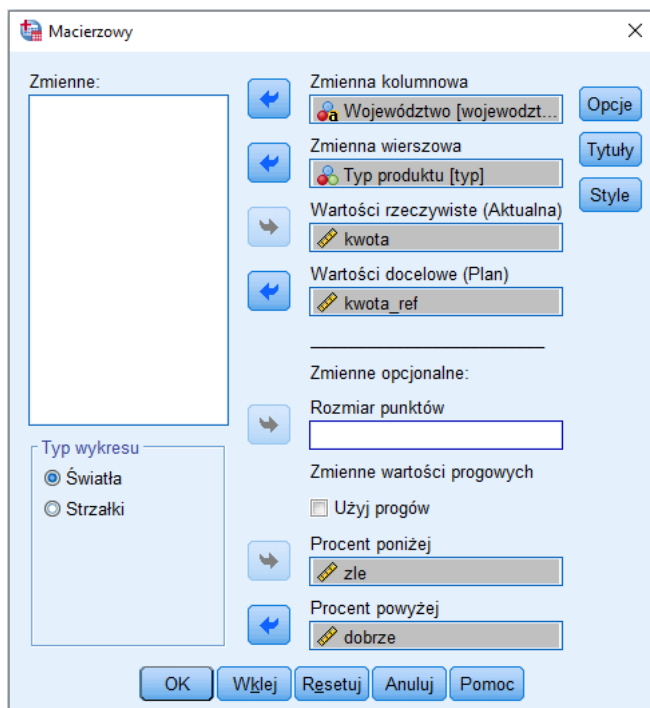 Macierzowy
Zmienne:
Zmienna kolumnowa
a Województwo [wojewodzt...
Zmienna wierszowa
Typ produktu [typ]
Wartości rzeczywiste (Aktualna)
kwota
Wartości docelowe (Plan)
kwota_ref
Zmienne opcjonalne:
Rozmiar punktów
Zmienne wartości progowych
Użyj progów
Procent poniżej
zle
Procent powyżej
dobrze
Typ wykresu
Światła
Strzałki
Opcje
Tytuły
Style
OK
Wklej
Resetuj
Anuluj
Pomoc